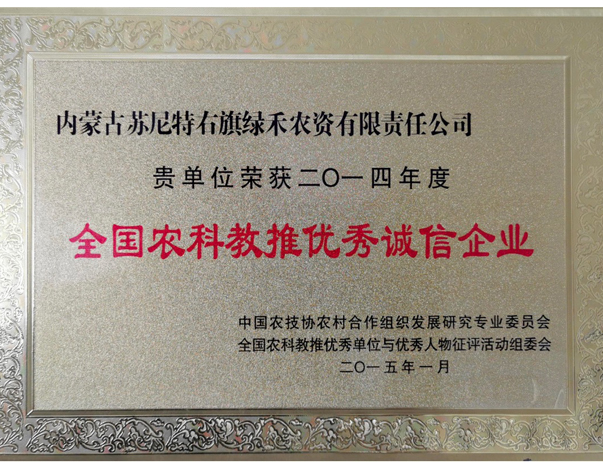 内蒙古苏尼特右旗绿禾农资有限责任公司
贵单位荣获二〇一四年度
全国农科教推优秀诚信企业
中国农技协农村合作组织发展研究专业委员会
全国农科教推优秀单位与优秀人物征评活动组委会
二〇一五年一月